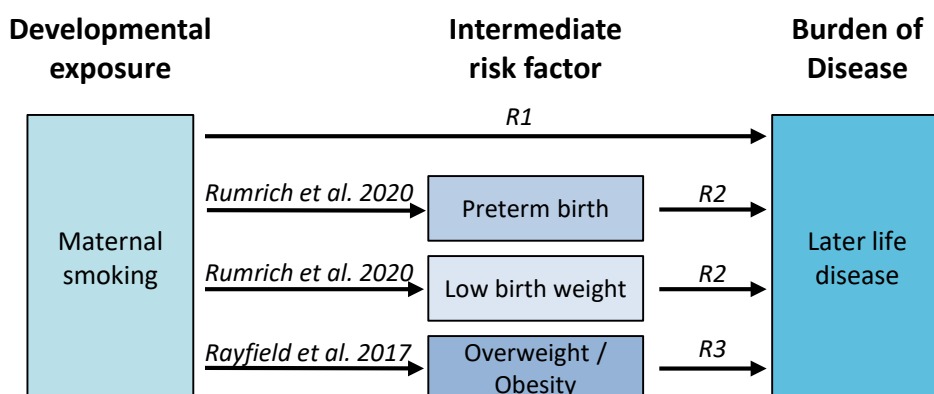 Developmental
exposure
Intermediate
risk factor
Burden of
Disease
R1
Rumrich et al. 2020
Preterm birth
R2
Maternal
smoking
Rumrich et al. 2020
Low birth weight
R2
Later life
disease
Rayfield et al. 2017
Overweight /
Obesity
R3